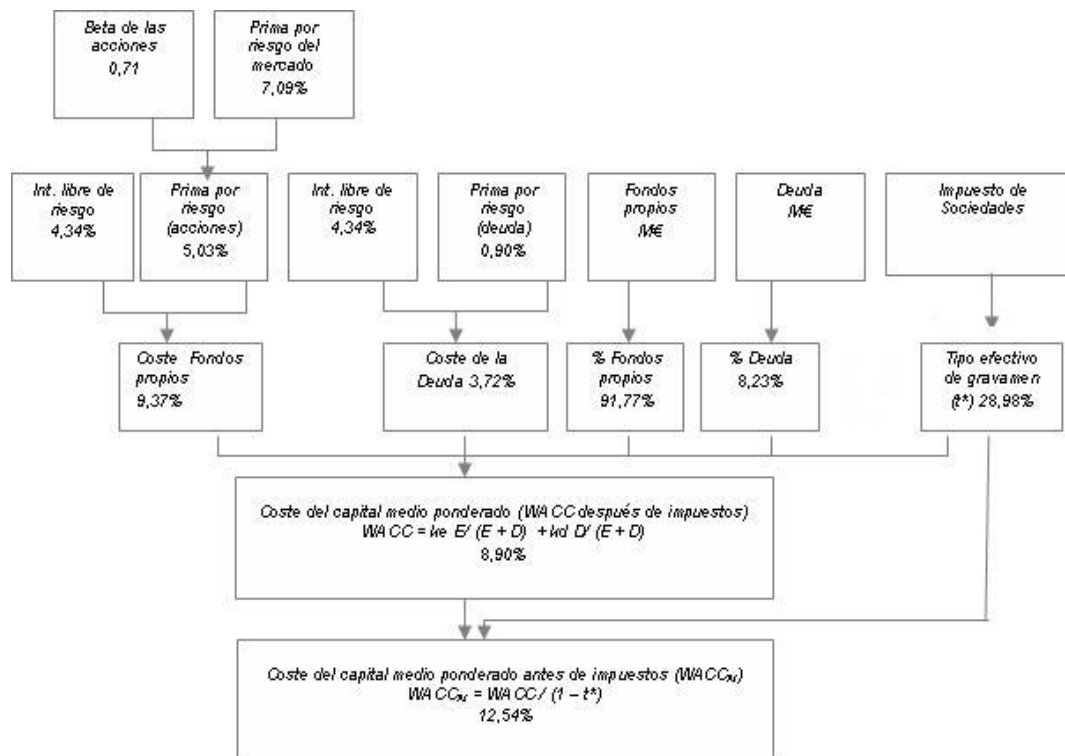 Beta de las
acciones
0,71
Prima por
riesgo del
mercado
7,09%
Int. libre de
riesgo
4,34%
Prima por
riesgo
(acciones)
5,03%
Int. libre de
riesgo
4,34%
Prima por
riesgo
(deuda)
0,90%
Fondos
propios
M€
Deuda
M€
Impuesto de
Sociedades
Coste Fondos
propios
9,37%
Coste de la
Deuda 3,72%
% Fondos
propios
91,77%
% Deuda
8,23%
Tipo efectivo
de gravamen
(t*) 28,98%
Coste del capital medio ponderado (WACC después de impuestos)
WACC = ke E/ (E + D) + kd D/ (E + D)
8,90%
Coste del capital medio ponderado antes de impuestos (WACC)
WACC = WACC / (1 – t*)
12,54%